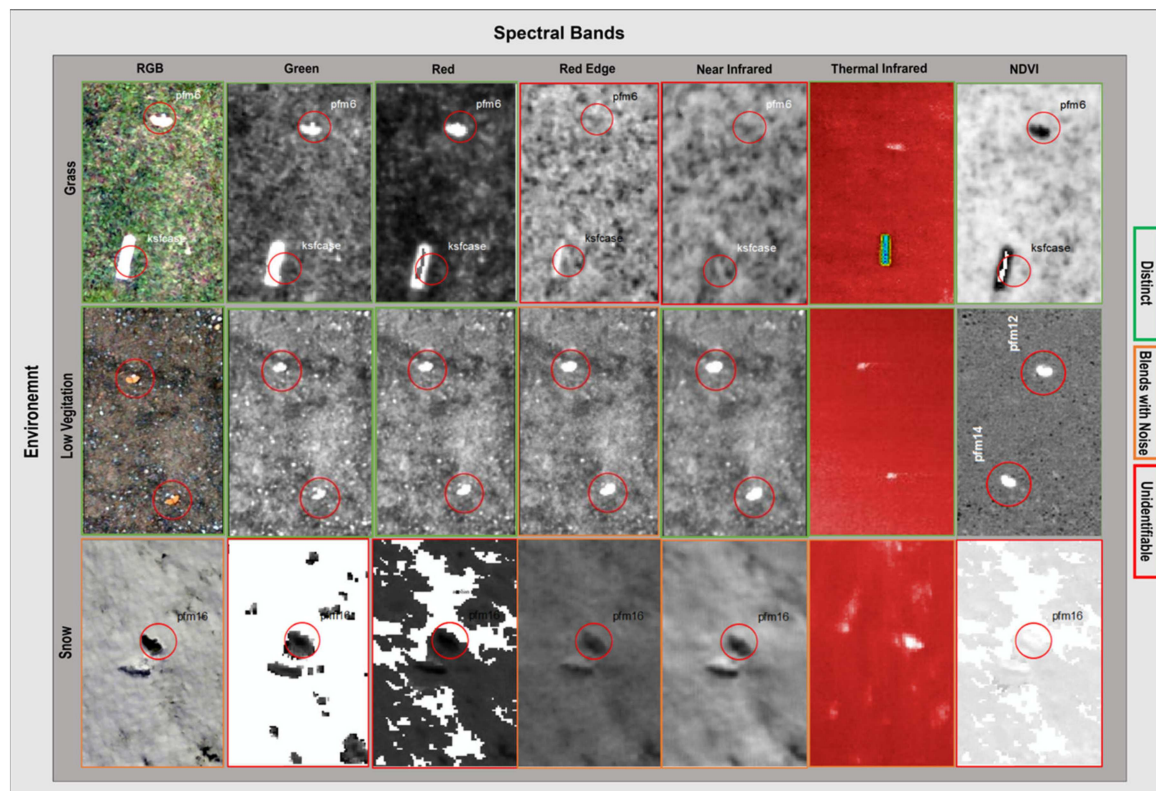 Spectral Bands
RGB Green Red Red Edge Near Infrared Thermal Infrared NDVI
Environemnt
Grass
pfm6 pfm6 pfm6 pfm6 pfm6 pfm6
ksfcase ksfcase ksfcase ksfcase ksfcase ksfcase
Low Vegitation
pfm12
pfm14
Snow
pfm16 pfm16 pfm16 pfm16 pfm16 pfm16
Distinct
Blends with Noise
Unidentifiable